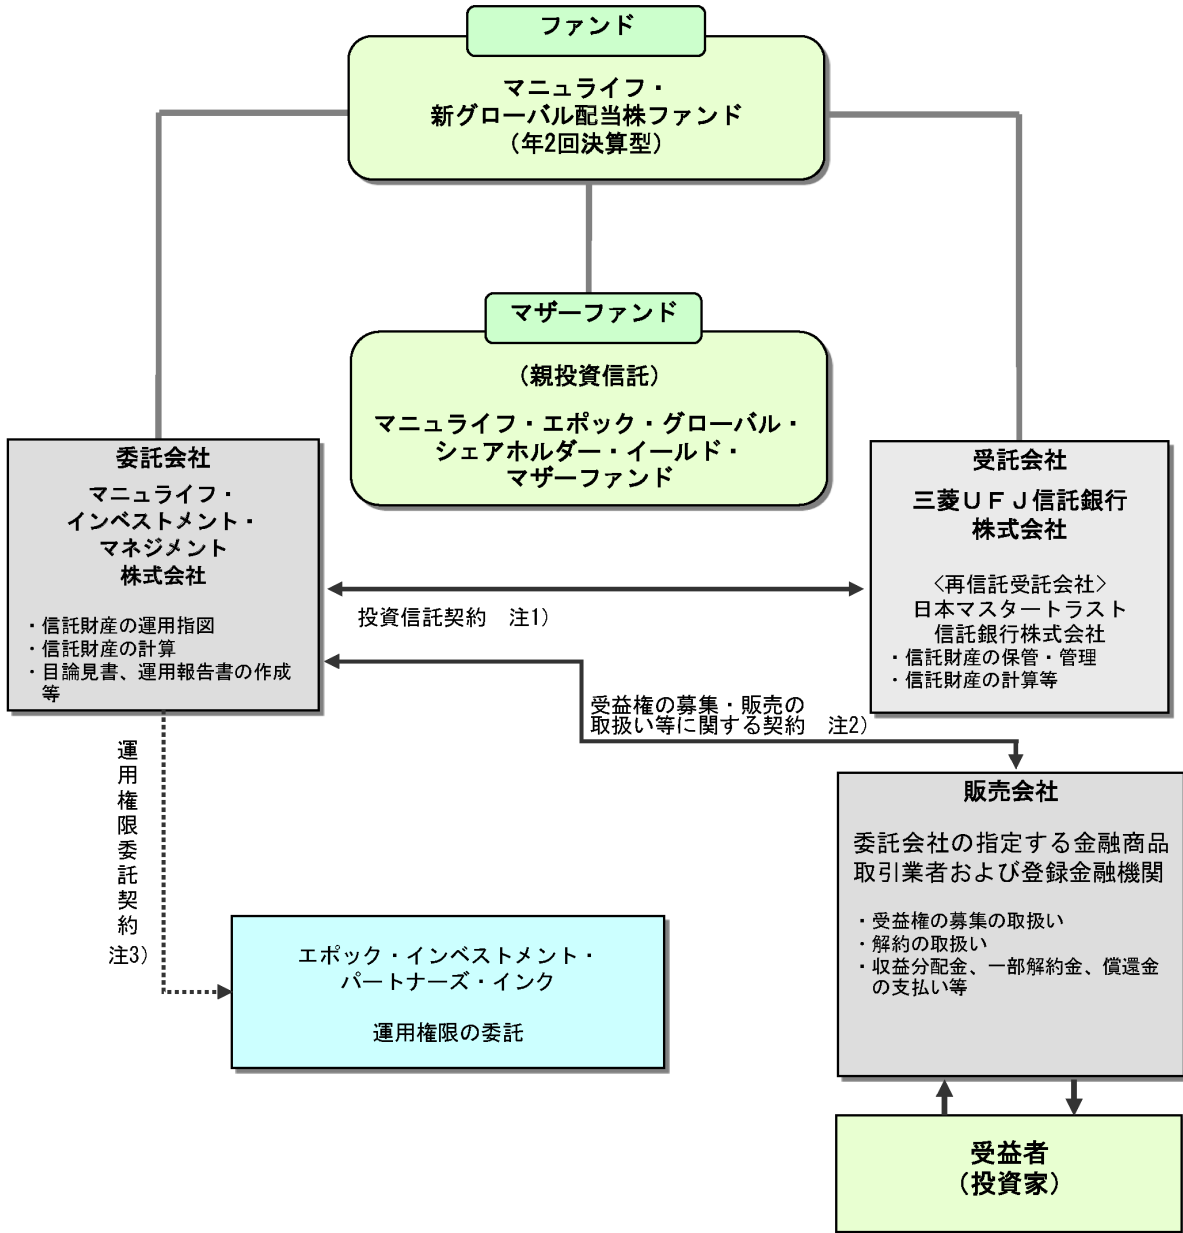 ファンド
マニュライフ・
新グローバル配当株ファンド
（年2回決算型）
マザーファンド
（親投資信託）
マニュライフ・エポック・グローバル・
シェアホルダー・イールド・
マザーファンド
委託会社
マニュライフ・
インベストメント・
マネジメント
株式会社
・信託財産の運用指図
・信託財産の計算
・目論見書、運用報告書の作成
等
受託会社
三菱ＵＦＪ信託銀行
株式会社
＜再信託受託会社＞
日本マスタートラスト
信託銀行株式会社
・信託財産の保管・管理
・信託財産の計算等
投資信託契約　注1）
受益権の募集・販売の
取扱い等に関する契約　注2）
運用権限委託契約
注3）
販売会社
委託会社の指定する金融商品
取引業者および登録金融機関
・受益権の募集の取扱い
・解約の取扱い
・収益分配金、一部解約金、償還金
の支払い等
エポック・インベストメント・
パートナーズ・インク
運用権限の委託
受益者
（投資家）